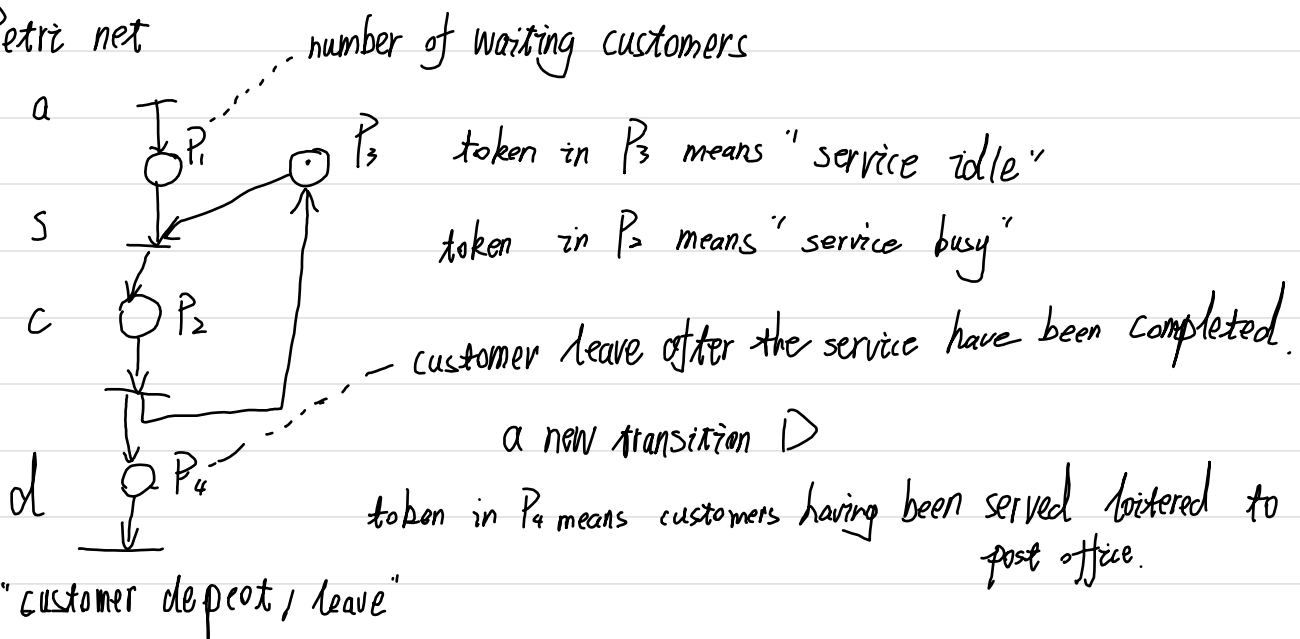 etri net
number of waiting customers
a
P₁
P₃ token in P₃ means "service idle"
s
token in P₂ means "service busy"
c P₂
customer leave after the service have been completed.
a new transition D
d P₄
token in P₄ means customers having been served loitered to
post office.
"customer depeot, leave"